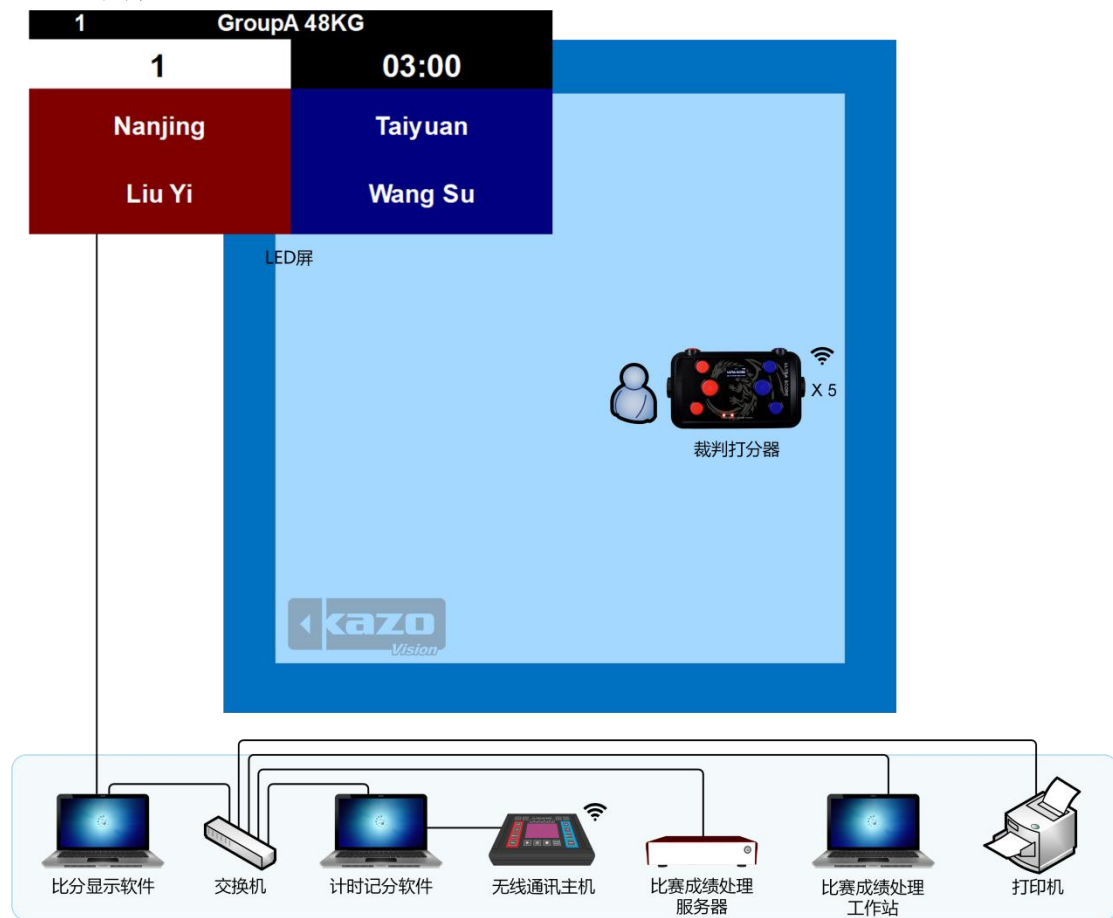 1 GroupA 48KG
1 03:00
Nanjing Taiyuan
Liu Yi Wang Su
LED屏
X 5
裁判打分器
kazo
Vision
比分显示软件 交换机 计时记分软件 无线通讯主机 比赛成绩处理 比赛成绩处理 打印机
服务器 工作站